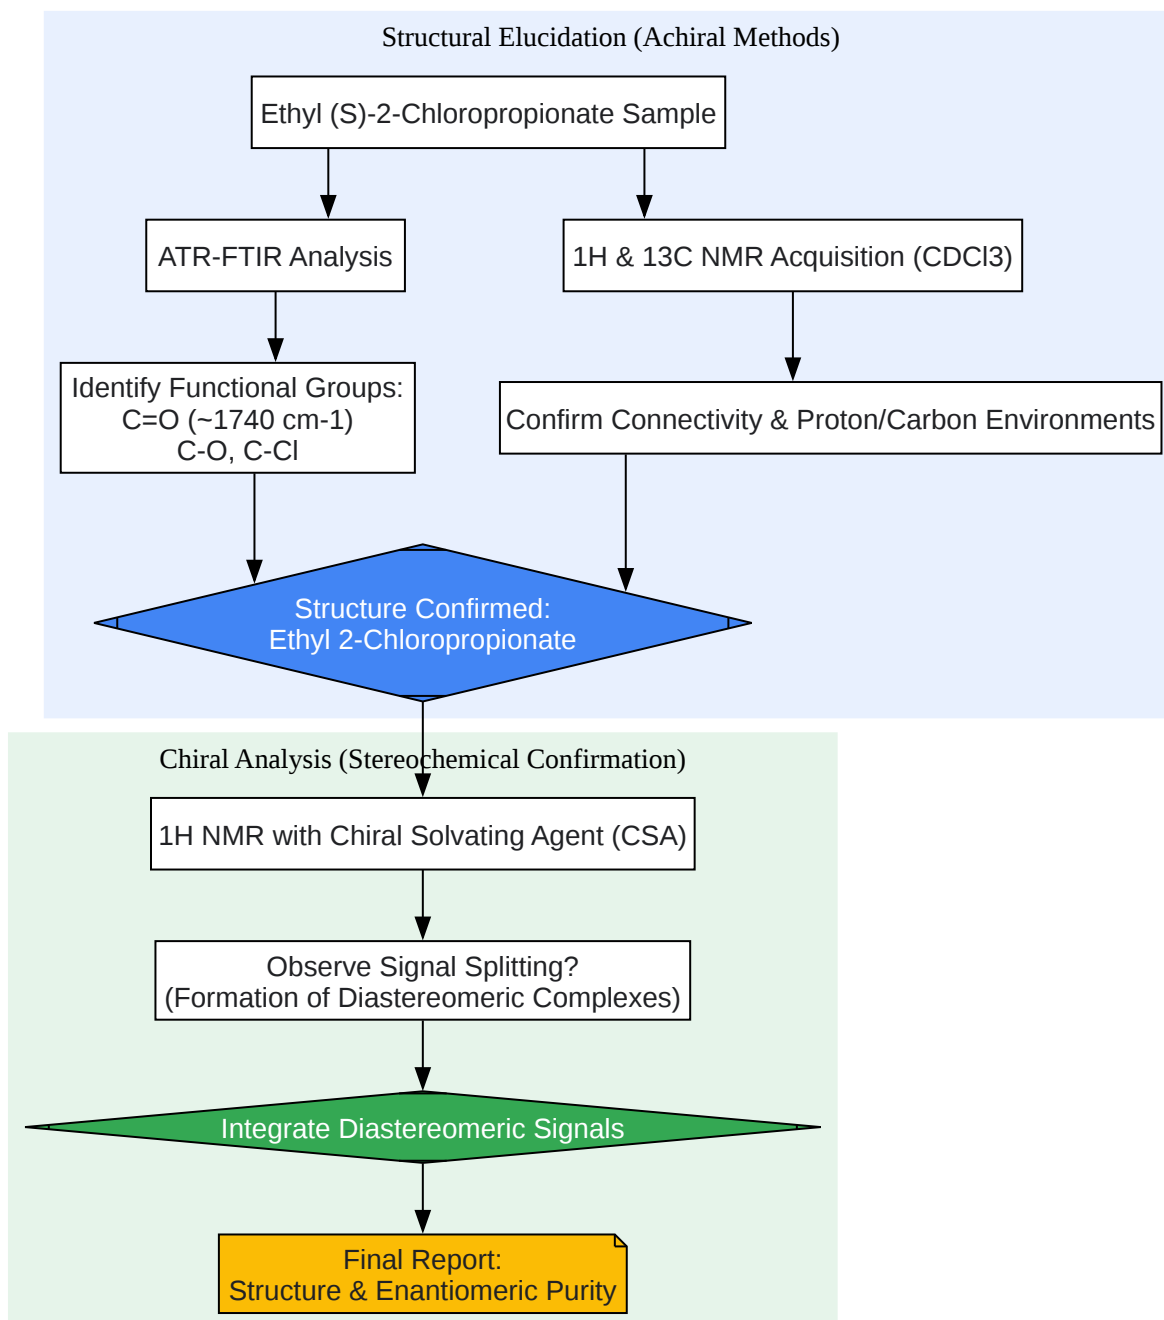 Structural Elucidation (Achiral Methods)
Ethyl (S)-2-Chloropropionate Sample
ATR-FTIR Analysis
1H & 13C NMR Acquisition (CDCl3)
Identify Functional Groups:
C=O (~1740 cm-1)
C-O, C-Cl
Confirm Connectivity & Proton/Carbon Environments
Structure Confirmed:
Ethyl 2-Chloropropionate
Chiral Analysis (Stereochemical Confirmation)
1H NMR with Chiral Solvating Agent (CSA)
Observe Signal Splitting?
(Formation of Diastereomeric Complexes)
Integrate Diastereomeric Signals
Final Report:
Structure & Enantiomeric Purity